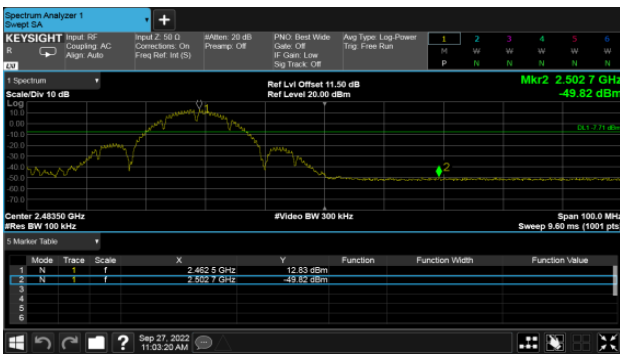 Spectrum Analyzer 1
Swept SA
+
KEYSIGHT Input: RF Input Z: 50 Ω #Atten: 20 dB PNO: Best Wide Avg Type: Log-Power 1 2 3 4 5 6
R Coupling: AC Corrections: On Preamp: Off Gate: Off Trig: Free Run M W W W W W
Align: Auto Freq Ref: Int (S) IF Gain: Low
LXI Sig Track: Off P N N N N N
1 Spectrum Ref Lvl Offset 11.50 dB Mkr2 2.502 7 GHz
Scale/Div 10 dB Ref Level 20.00 dBm -49.82 dBm
Log
10.0
0.00
-10.0
-20.0
-30.0
-40.0
-50.0
-60.0
-70.0
1
DL1 -7.71 dBm
2
Center 2.48350 GHz #Video BW 300 kHz Span 100.0 MHz
#Res BW 100 kHz Sweep 9.60 ms (1001 pts)
5 Marker Table
Mode Trace Scale X Y Function Function Width Function Value
1 N 1 f 2.462 5 GHz 12.83 dBm
2 N 1 f 2.502 7 GHz -49.82 dBm
3
4
5
6
? Sep 27, 2022
11:03:20 AM